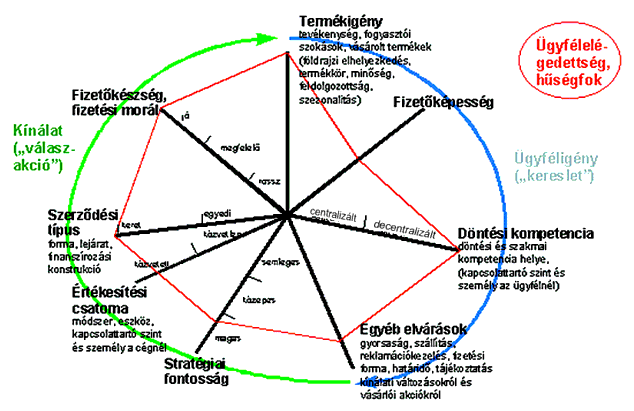 Termékigény
tevékenység, fogyasztói
szokások, vásárolt termékek
(földrajzi elhelyezkedés,
termékkör, minőség,
feldolgozottság,
szezonalitás)
Ügyfélelé-
gedettség,
hűségfok
Fizetőképesség
Fizetőkészség,
fizetési morál
jó
megfelelő
rossz
Kínálat
(„válasz-
akció”)
Ügyféligény
(„kereslet”)
Szerződési
típus
forma, lejárat,
finanszírozási
konstrukció
keret
egyedi
centralizált
decentralizált
Döntési kompetencia
döntési és szakmai
kompetencia helye,
(kapcsolattartó szint és
személy az ügyfélnél)
közvetlen
közvetett
Értékesítési
csatorna
módszer, eszköz,
kapcsolattartó szint
és személy a cégnél
semleges
közepes
magas
Stratégiai
fontosság
Egyéb elvárások
gyorsaság, szállítás,
reklamációkezelés, fizetési
forma, határidő, tájékoztatás
kínálati változásokról és
vásárlói akciókról